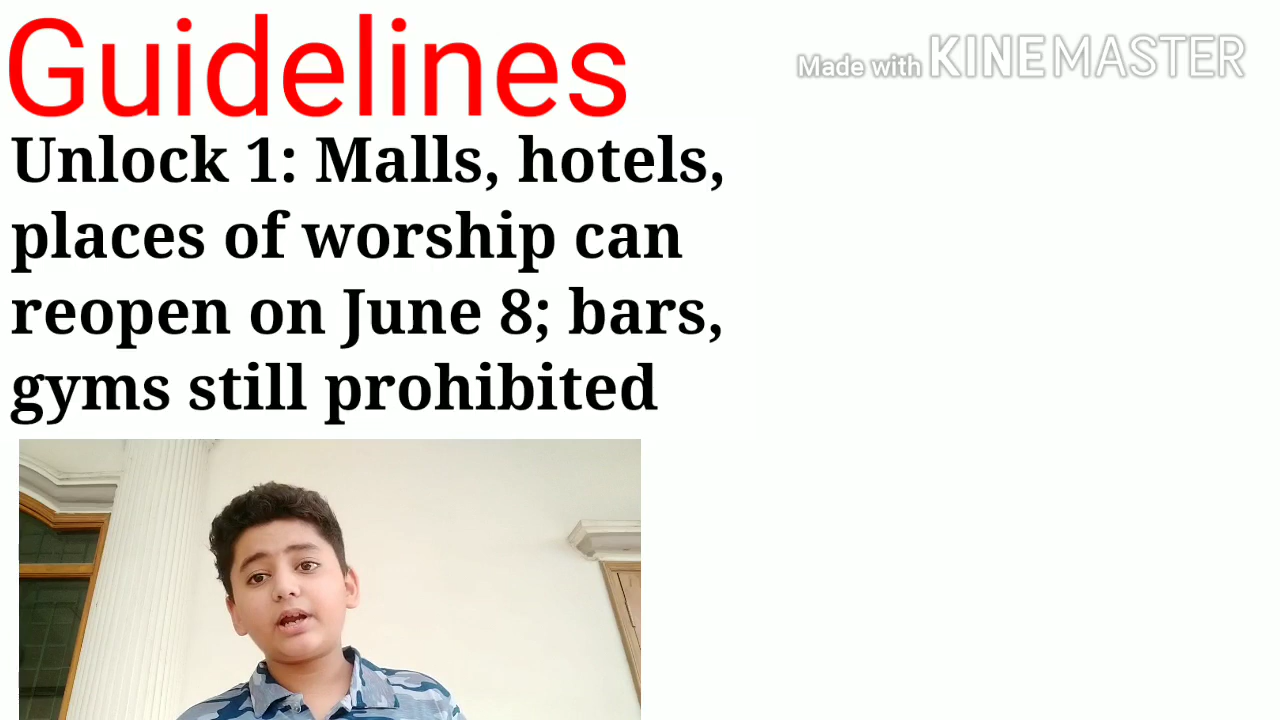 Guidelines
Made with KINEMASTER
Unlock 1: Malls, hotels,
places of worship can
reopen on June 8; bars,
gyms still prohibited